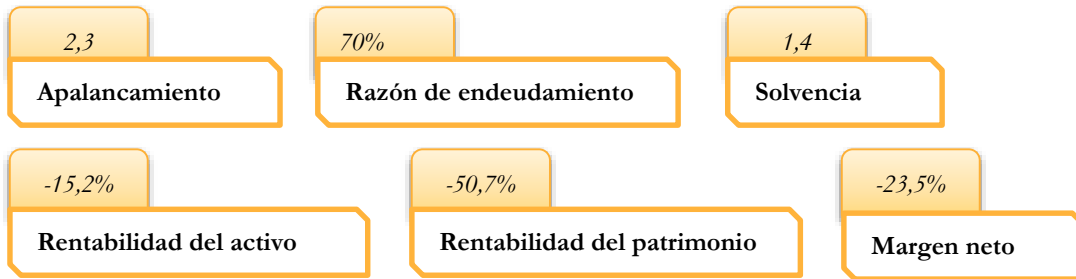 2,3
Apalancamiento
70%
Razón de endeudamiento
1,4
Solvencia
-15,2%
Rentabilidad del activo
-50,7%
Rentabilidad del patrimonio
-23,5%
Margen neto